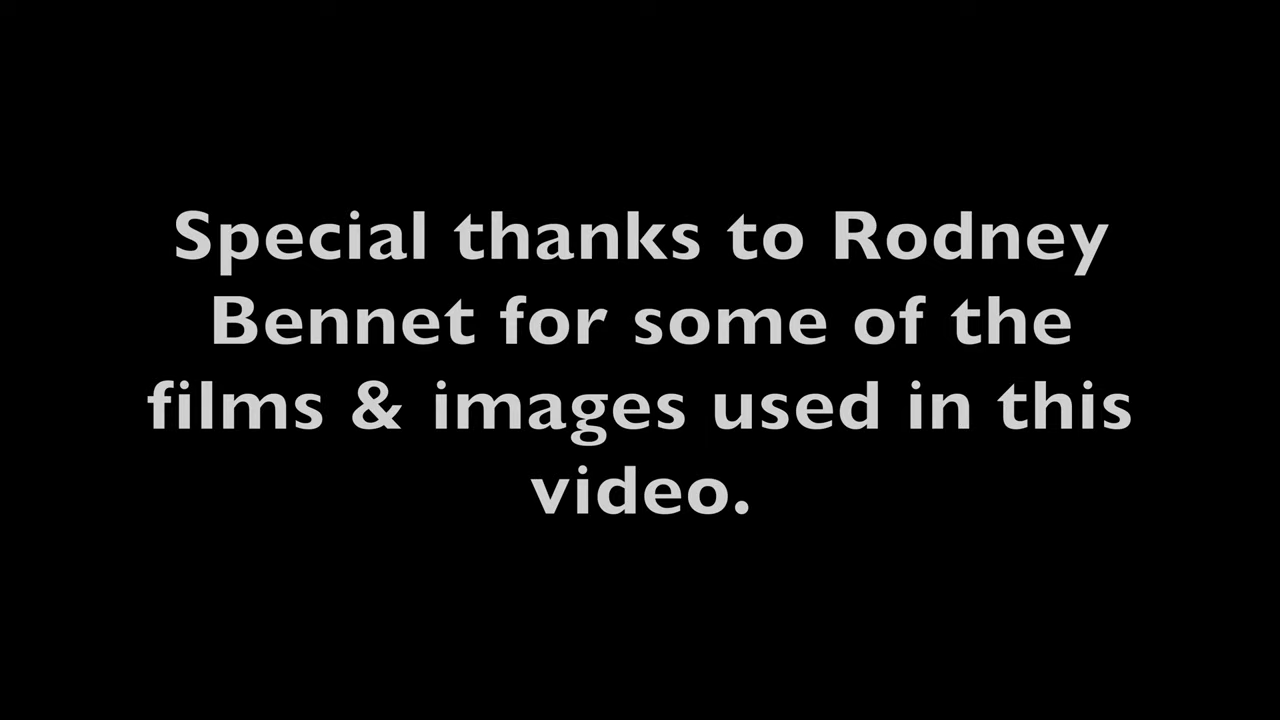 Special thanks to Rodney
Bennet for some of the
films & images used in this
video.